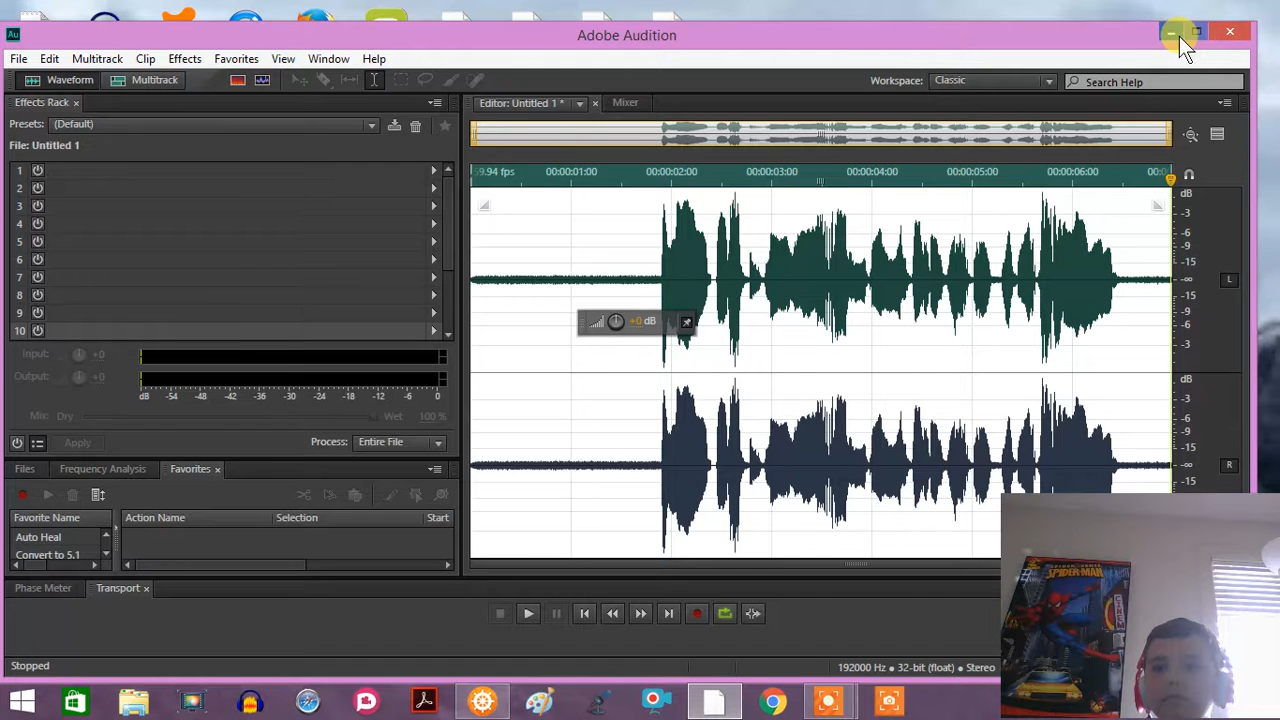 Adobe Audition
File Edit Multitrack Clip Effects Favorites View Window Help
Waveform Multitrack Workspace: Classic Search Help
Effects Rack Editor: Untitled 1 * Mixer
Presets: (Default)
File: Untitled 1
59.94 fps 00:00:01:00 00:00:02:00 00:00:03:00 00:00:04:00 00:00:05:00 00:00:06:00 00:0
1
2
3
4
5
6
7
8
9
10
dB
-3
-6
-9
-15
-∞
-15
-9
-6
-3
L
+0 dB
dB
-3
-6
-9
-15
-∞
-15
R
Input: +0
Output: +0
dB -54 -48 -42 -36 -30 -24 -18 -12 -6 0
Mix: Dry Wet 100 %
Apply Process: Entire File
Files Frequency Analysis Favorites
Favorite Name Action Name Selection Start
Auto Heal
Convert to 5.1
Phase Meter Transport
Stopped 192000 Hz • 32-bit (float) • Stereo
SPIDER-MAN